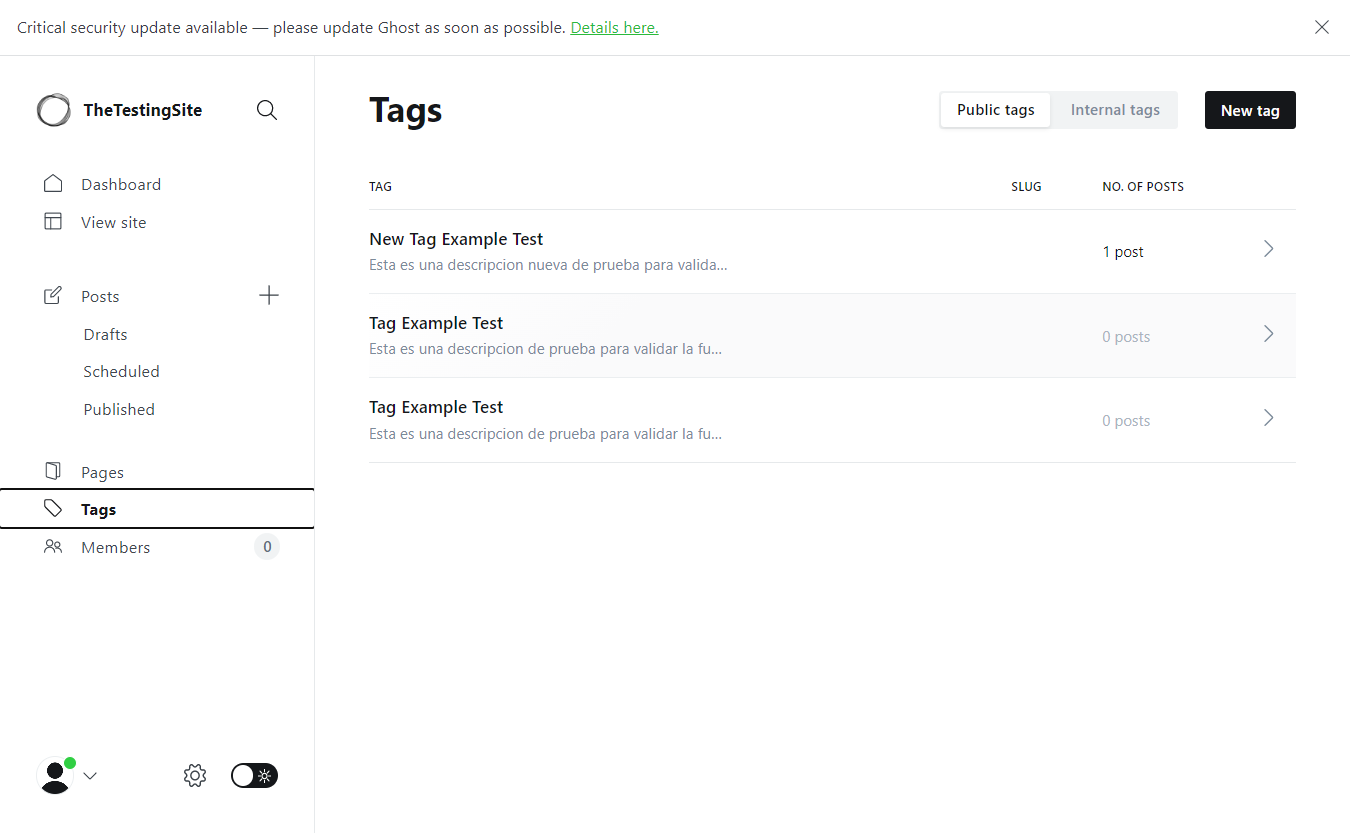 Critical security update available — please update Ghost as soon as possible. Details here.
TheTestingSite
Dashboard
View site
Posts
Drafts
Scheduled
Published
Pages
Tags
Members 0
Tags
Public tags Internal tags New tag
TAG SLUG NO. OF POSTS
New Tag Example Test
Esta es una descripcion nueva de prueba para valida...
1 post
Tag Example Test
Esta es una descripcion de prueba para validar la fu...
0 posts
Tag Example Test
Esta es una descripcion de prueba para validar la fu...
0 posts